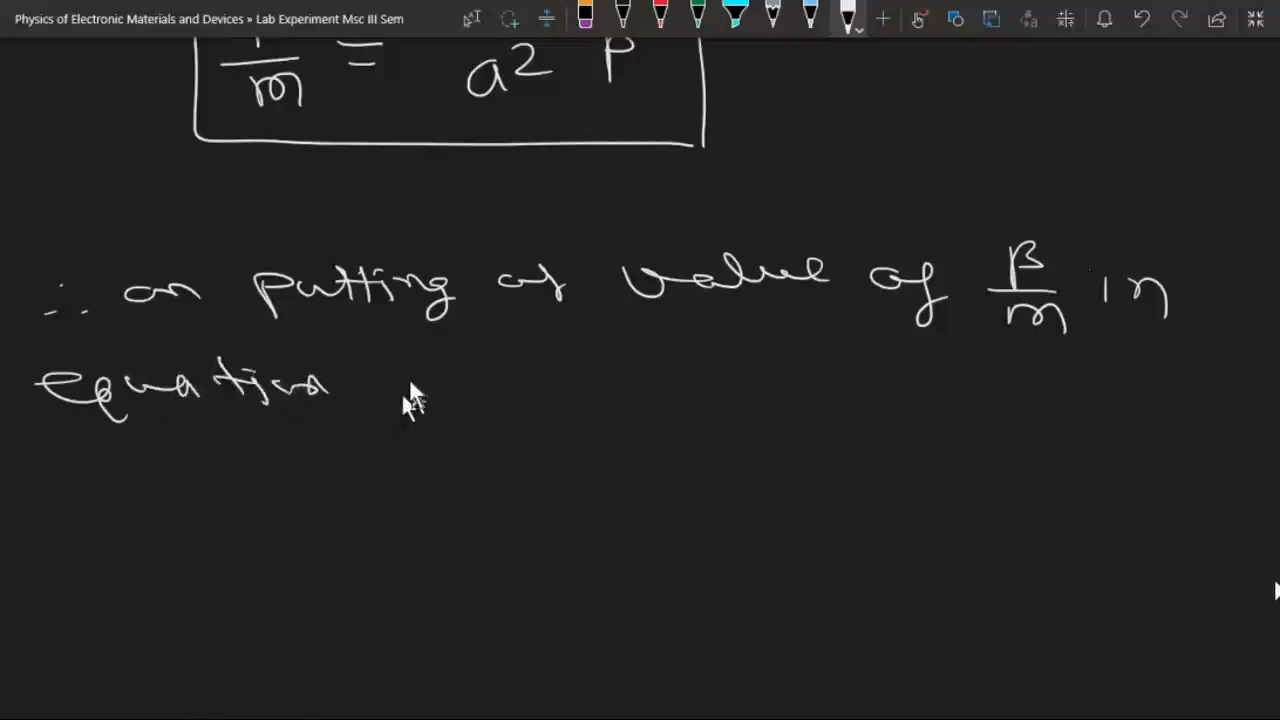 Physics of Electronic Materials and Devices » Lab Experiment Msc III Sem
m = a2 p
∴ on putting of value of β/m in
equation